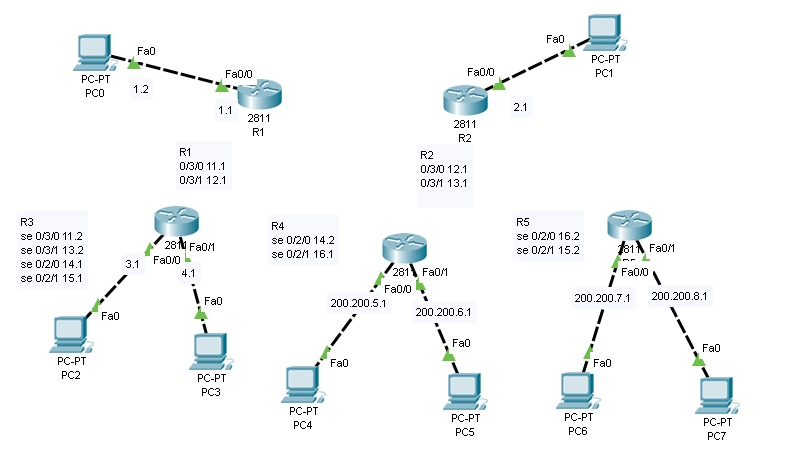 Fa0
PC-PT
PC0
1.2
Fa0/0
1.1
2811
R1
PC-PT
PC1
Fa0
Fa0/0
2.1
2811
R2
R1
0/3/0 11.1
0/3/1 12.1
R2
0/3/0 12.1
0/3/1 13.1
R3
se 0/3/0 11.2
se 0/3/1 13.2
se 0/2/0 14.1
se 0/2/1 15.1
Fa0/1
Fa0/0
3.1
4.1
Fa0
PC-PT
PC2
Fa0
PC-PT
PC3
R4
se 0/2/0 14.2
se 0/2/1 16.1
Fa0/1
Fa0/0
200.200.5.1
200.200.6.1
Fa0
PC-PT
PC4
Fa0
PC-PT
PC5
R5
se 0/2/0 16.2
se 0/2/1 15.2
Fa0/1
Fa0/0
200.200.7.1
200.200.8.1
Fa0
PC-PT
PC6
Fa0
PC-PT
PC7